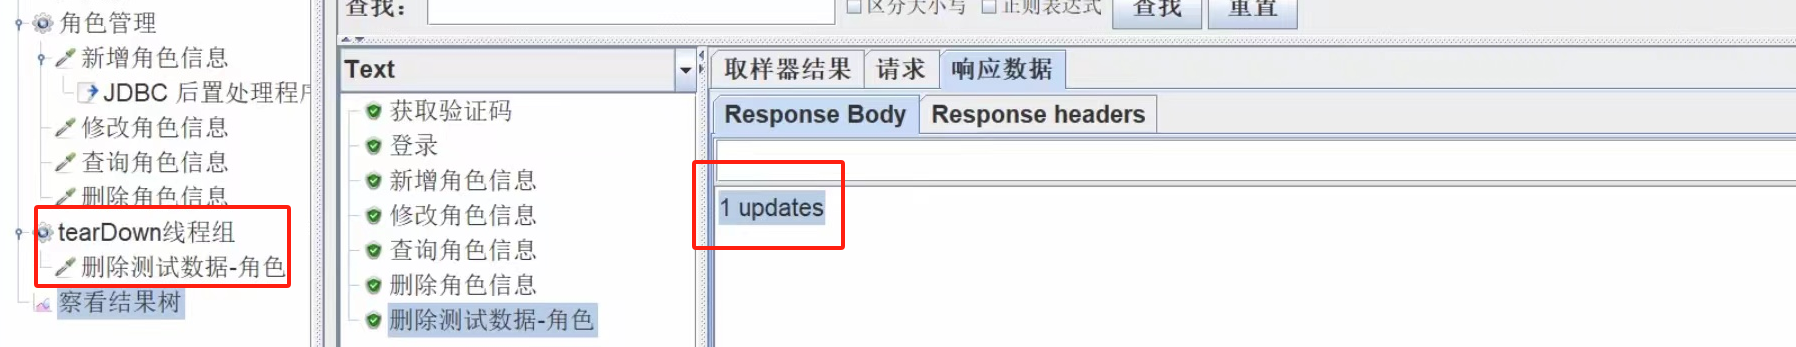 角色管理
新增角色信息
JDBC 后置处理程
修改角色信息
查询角色信息
删除角色信息
tearDown线程组
删除测试数据-角色
察看结果树
查找：
区分大小写
正则表达式
查找
重置
Text
获取验证码
登录
新增角色信息
修改角色信息
查询角色信息
删除角色信息
删除测试数据-角色
取样器结果
请求
响应数据
Response Body
Response headers
1 updates